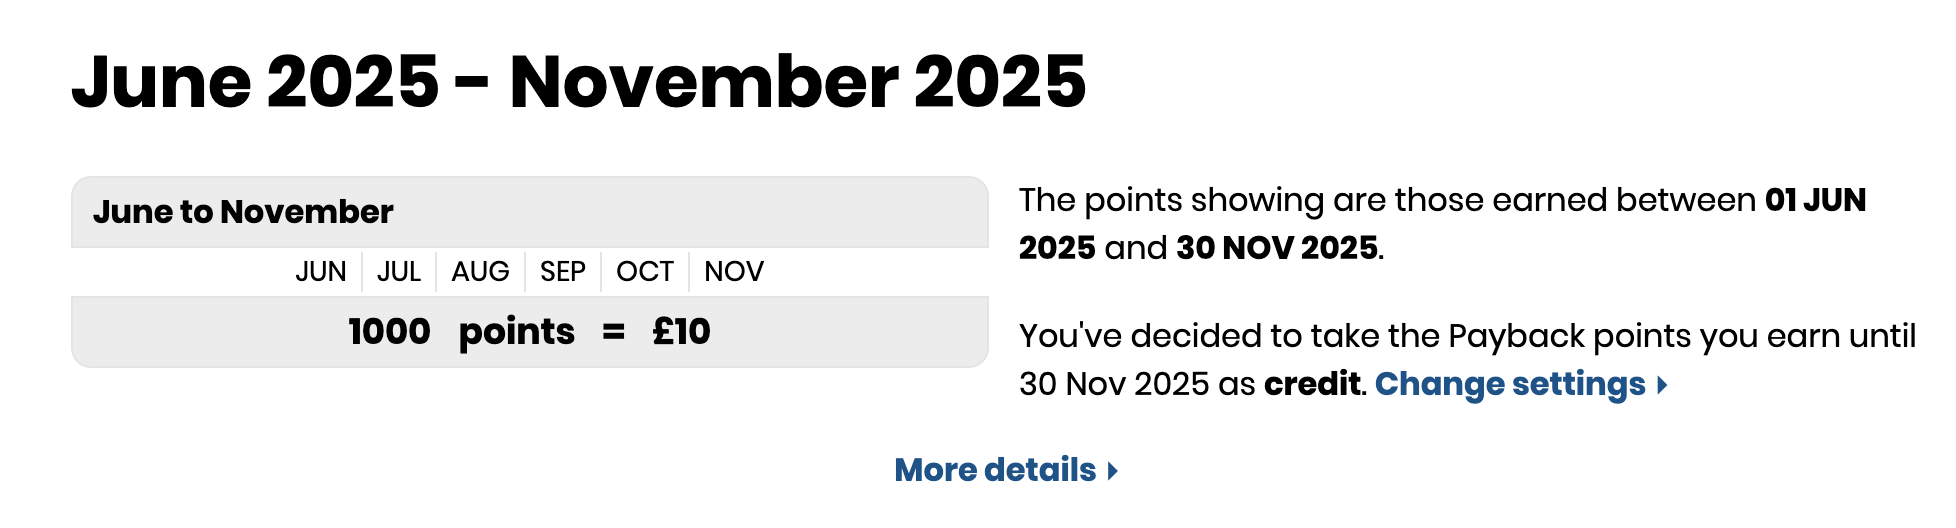 June 2025 - November 2025
June to November
JUN JUL AUG SEP OCT NOV
1000 points = £10
The points showing are those earned between 01 JUN
2025 and 30 NOV 2025.
You've decided to take the Payback points you earn until
30 Nov 2025 as credit. Change settings
More details